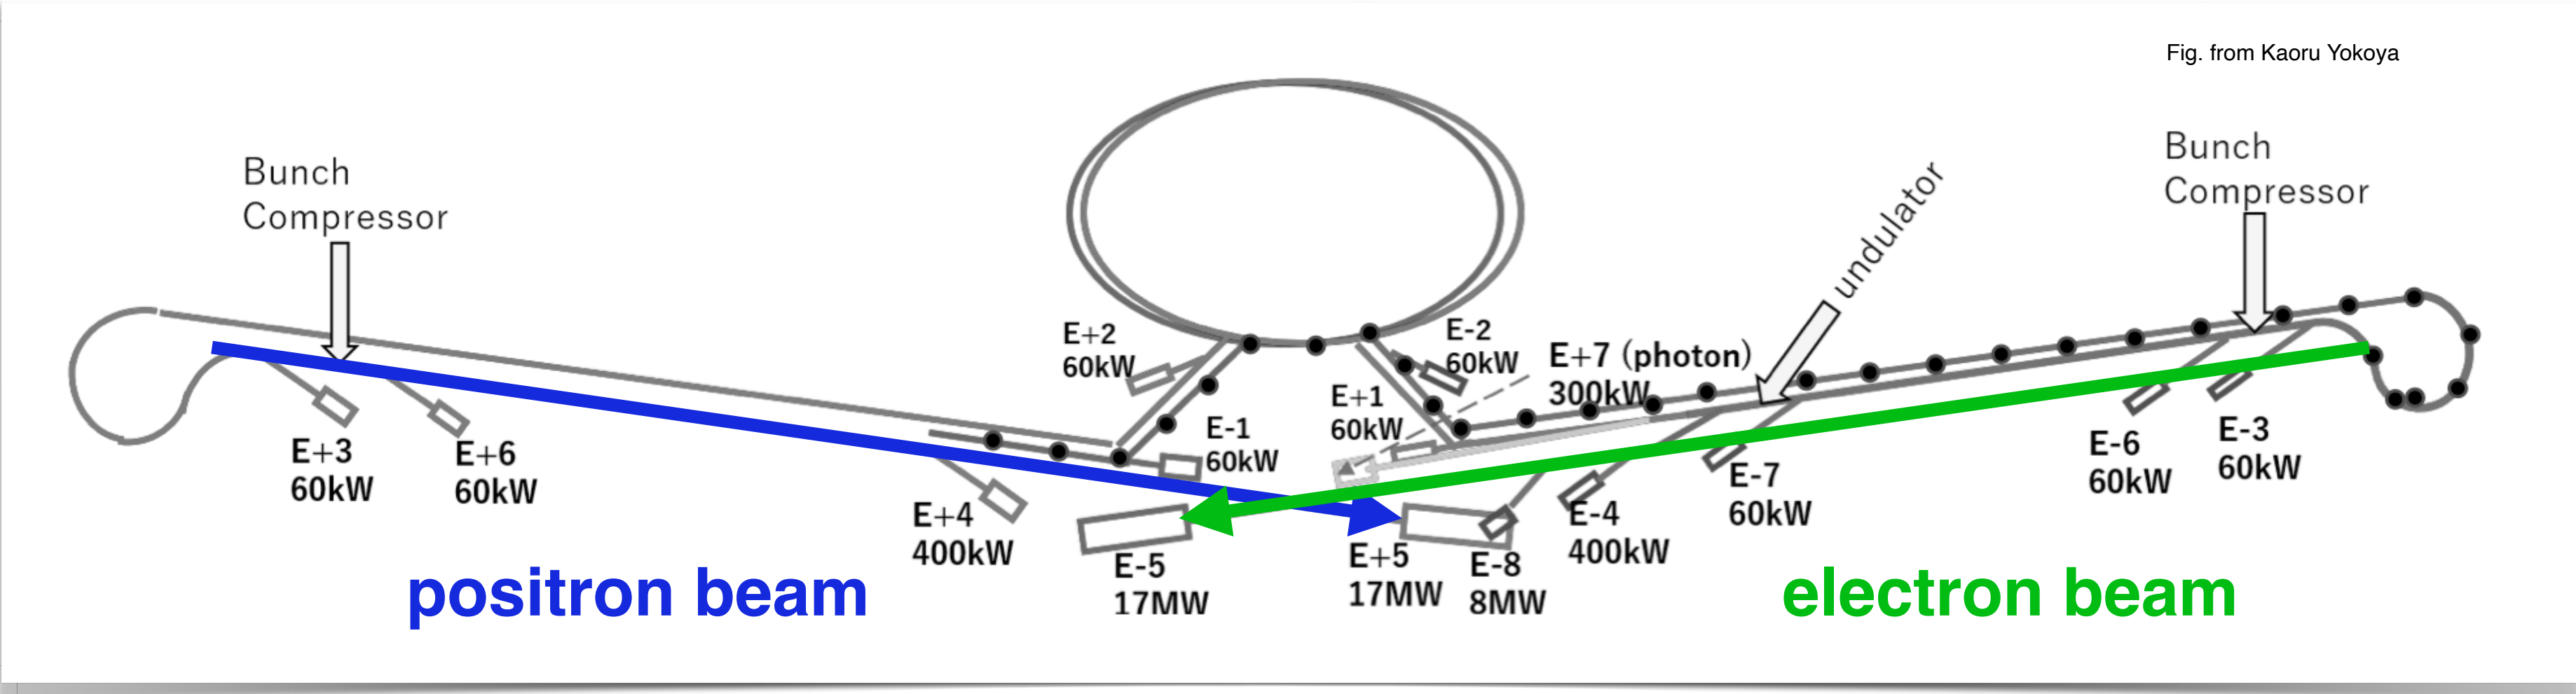 Fig. from Kaoru Yokoya
Bunch
Compressor
Bunch
Compressor
undulator
E+2
60kW
E-2
60kW
E+7 (photon)
300kW
E+1
60kW
E-1
60kW
E+3
60kW
E+6
60kW
E+4
400kW
E-5
17MW
E+5
17MW
E-8
8MW
E-4
400kW
E-7
60kW
E-6
60kW
E-3
60kW
positron beam
electron beam